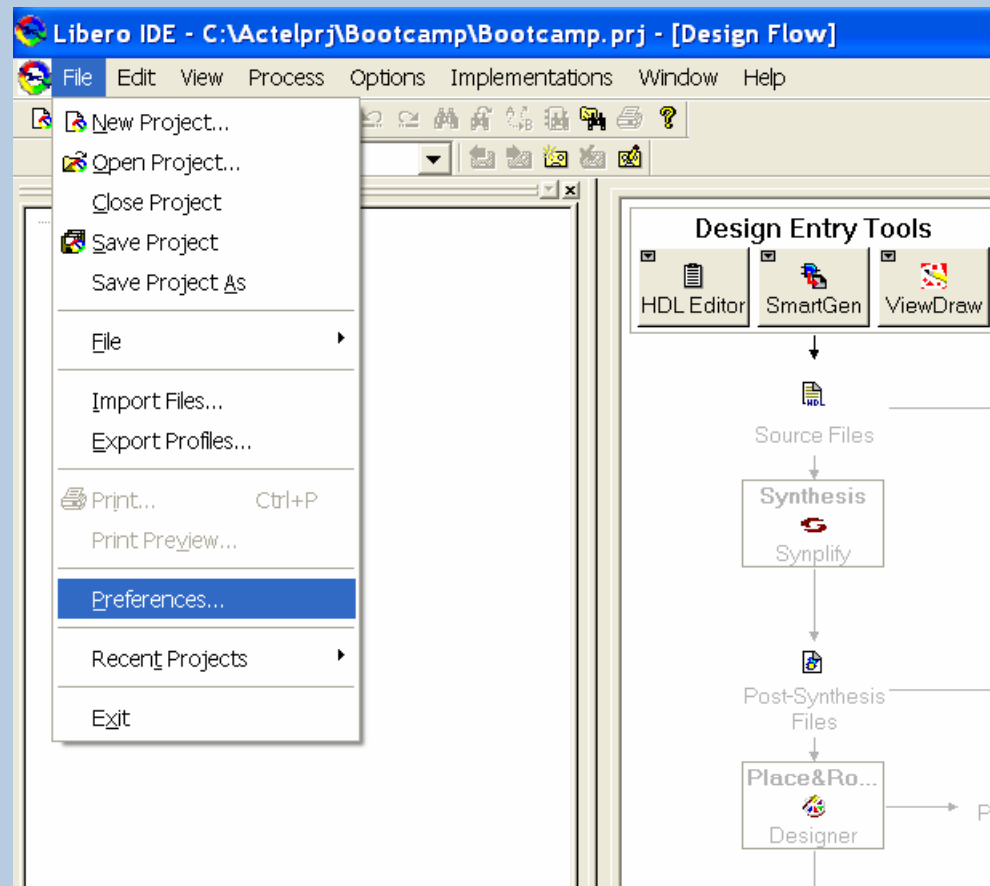 Libero IDE - C:\Actelprj\Bootcamp\Bootcamp.prj - [Design Flow]
File Edit View Process Options Implementations Window Help
New Project...
Open Project...
Close Project
Save Project
Save Project As
File
Import Files...
Export Profiles...
Print... Ctrl+P
Print Preview...
Preferences...
Recent Projects
Exit
Design Entry Tools
HDL Editor SmartGen ViewDraw
HDL
Source Files
Synthesis
Synplify
Post-Synthesis
Files
Place&Ro...
Designer
P